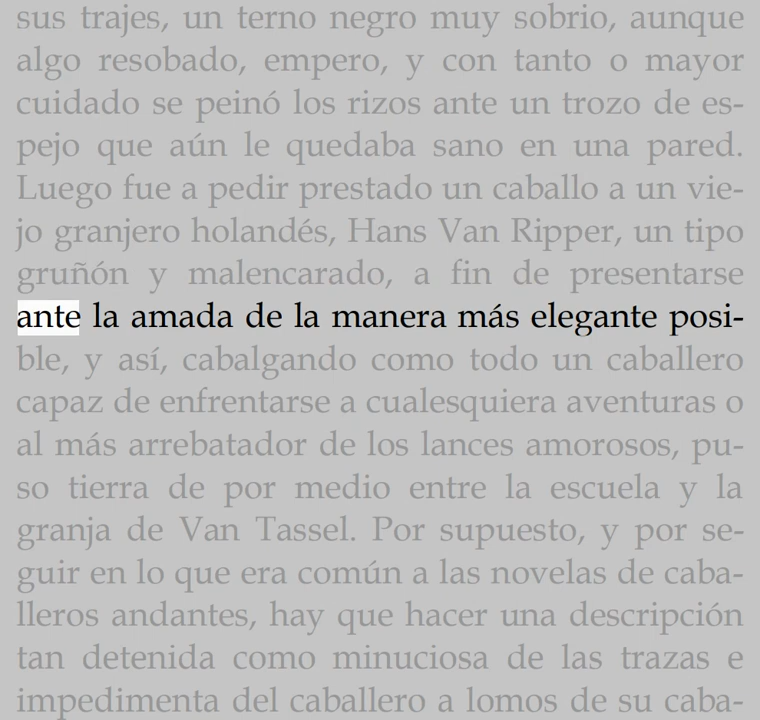 sus trajes, un terno negro muy sobrio, aunque
algo resobado, empero, y con tanto o mayor
cuidado se peinó los rizos ante un trozo de es-
pejo que aún le quedaba sano en una pared.
Luego fue a pedir prestado un caballo a un vie-
jo granjero holandés, Hans Van Ripper, un tipo
gruñón y malencarado, a fin de presentarse
ante la amada de la manera más elegante posi-
ble, y así, cabalgando como todo un caballero
capaz de enfrentarse a cualesquiera aventuras o
al más arrebatador de los lances amorosos, pu-
so tierra de por medio entre la escuela y la
granja de Van Tassel. Por supuesto, y por se-
guir en lo que era común a las novelas de caba-
lleros andantes, hay que hacer una descripción
tan detenida como minuciosa de las trazas e
impedimenta del caballero a lomos de su caba-